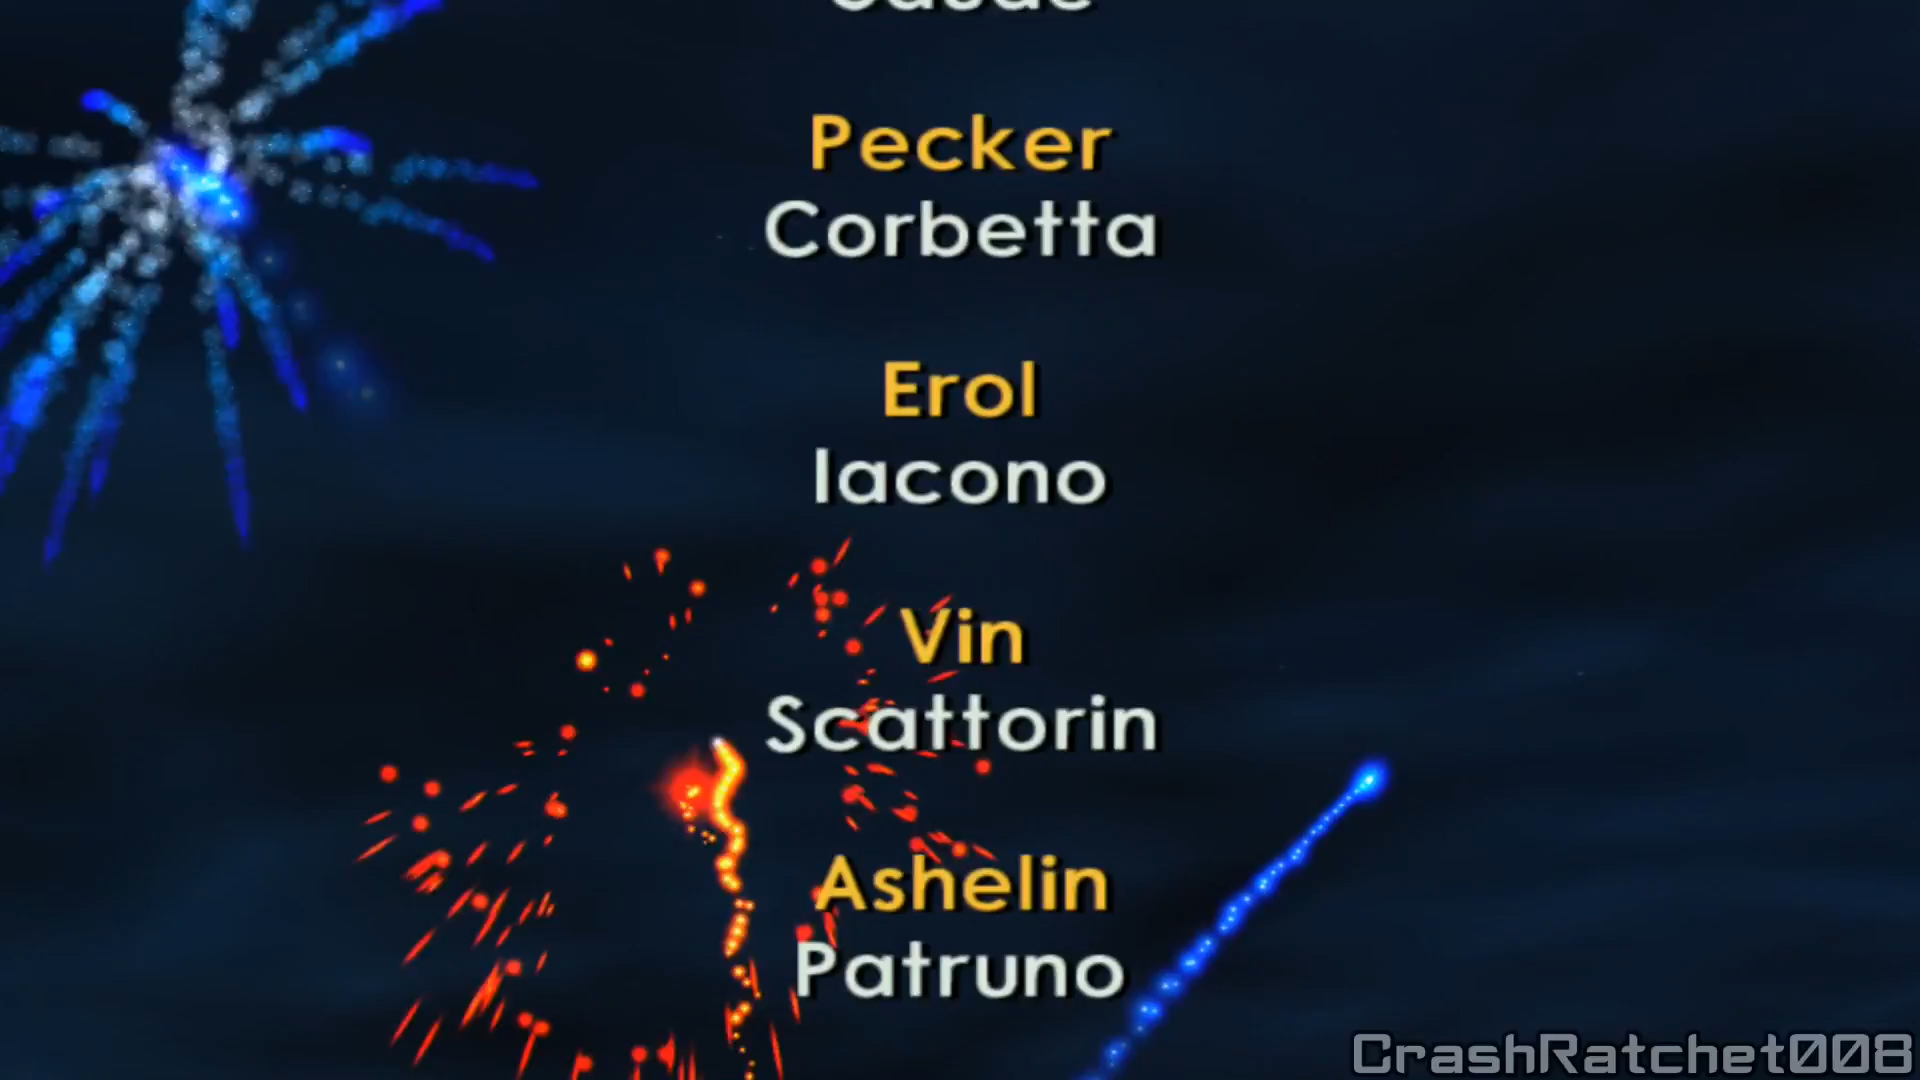 Pecker
Corbetta
Erol
Iacono
Vin
Scattorin
Ashelin
Patruno
CrashRatchet008